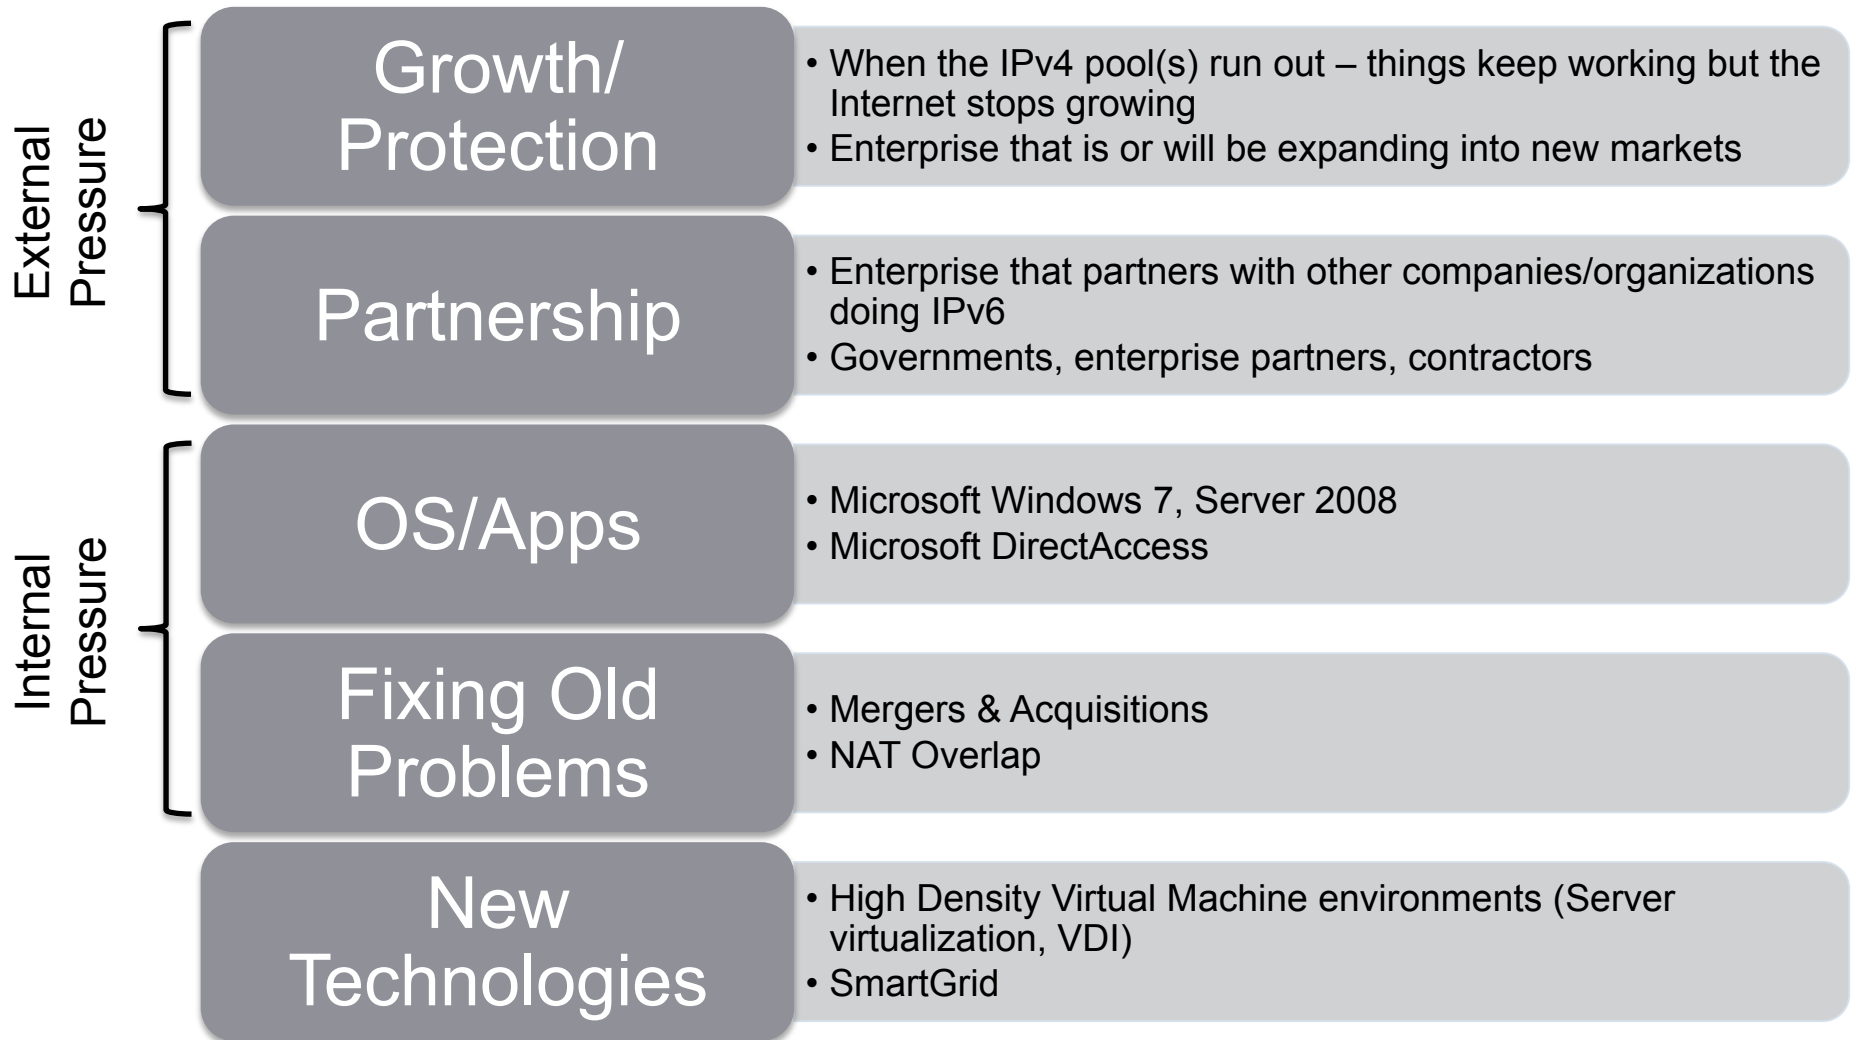 External
Pressure
Growth/
Protection
• When the IPv4 pool(s) run out – things keep working but the
Internet stops growing
• Enterprise that is or will be expanding into new markets
Partnership
• Enterprise that partners with other companies/organizations
doing IPv6
• Governments, enterprise partners, contractors
Internal
Pressure
OS/Apps
• Microsoft Windows 7, Server 2008
• Microsoft DirectAccess
Fixing Old
Problems
• Mergers & Acquisitions
• NAT Overlap
New
Technologies
• High Density Virtual Machine environments (Server
virtualization, VDI)
• SmartGrid